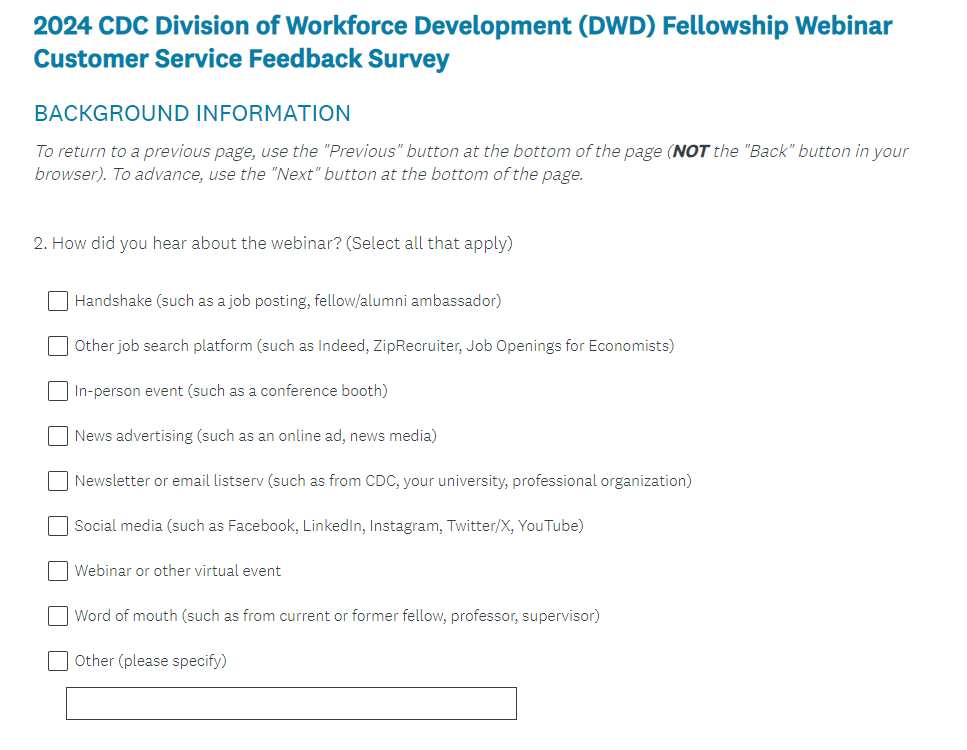 2024 CDC Division of Workforce Development (DWD) Fellowship Webinar
Customer Service Feedback Survey
BACKGROUND INFORMATION
To return to a previous page, use the "Previous" button at the bottom of the page (NOT the "Back" button in your
browser). To advance, use the "Next" button at the bottom of the page.
2. How did you hear about the webinar? (Select all that apply)
Handshake (such as a job posting, fellow/alumni ambassador)
Other job search platform (such as Indeed, ZipRecruiter, Job Openings for Economists)
In-person event (such as a conference booth)
News advertising (such as an online ad, news media)
Newsletter or email listserv (such as from CDC, your university, professional organization)
Social media (such as Facebook, LinkedIn, Instagram, Twitter/X, YouTube)
Webinar or other virtual event
Word of mouth (such as from current or former fellow, professor, supervisor)
Other (please specify)